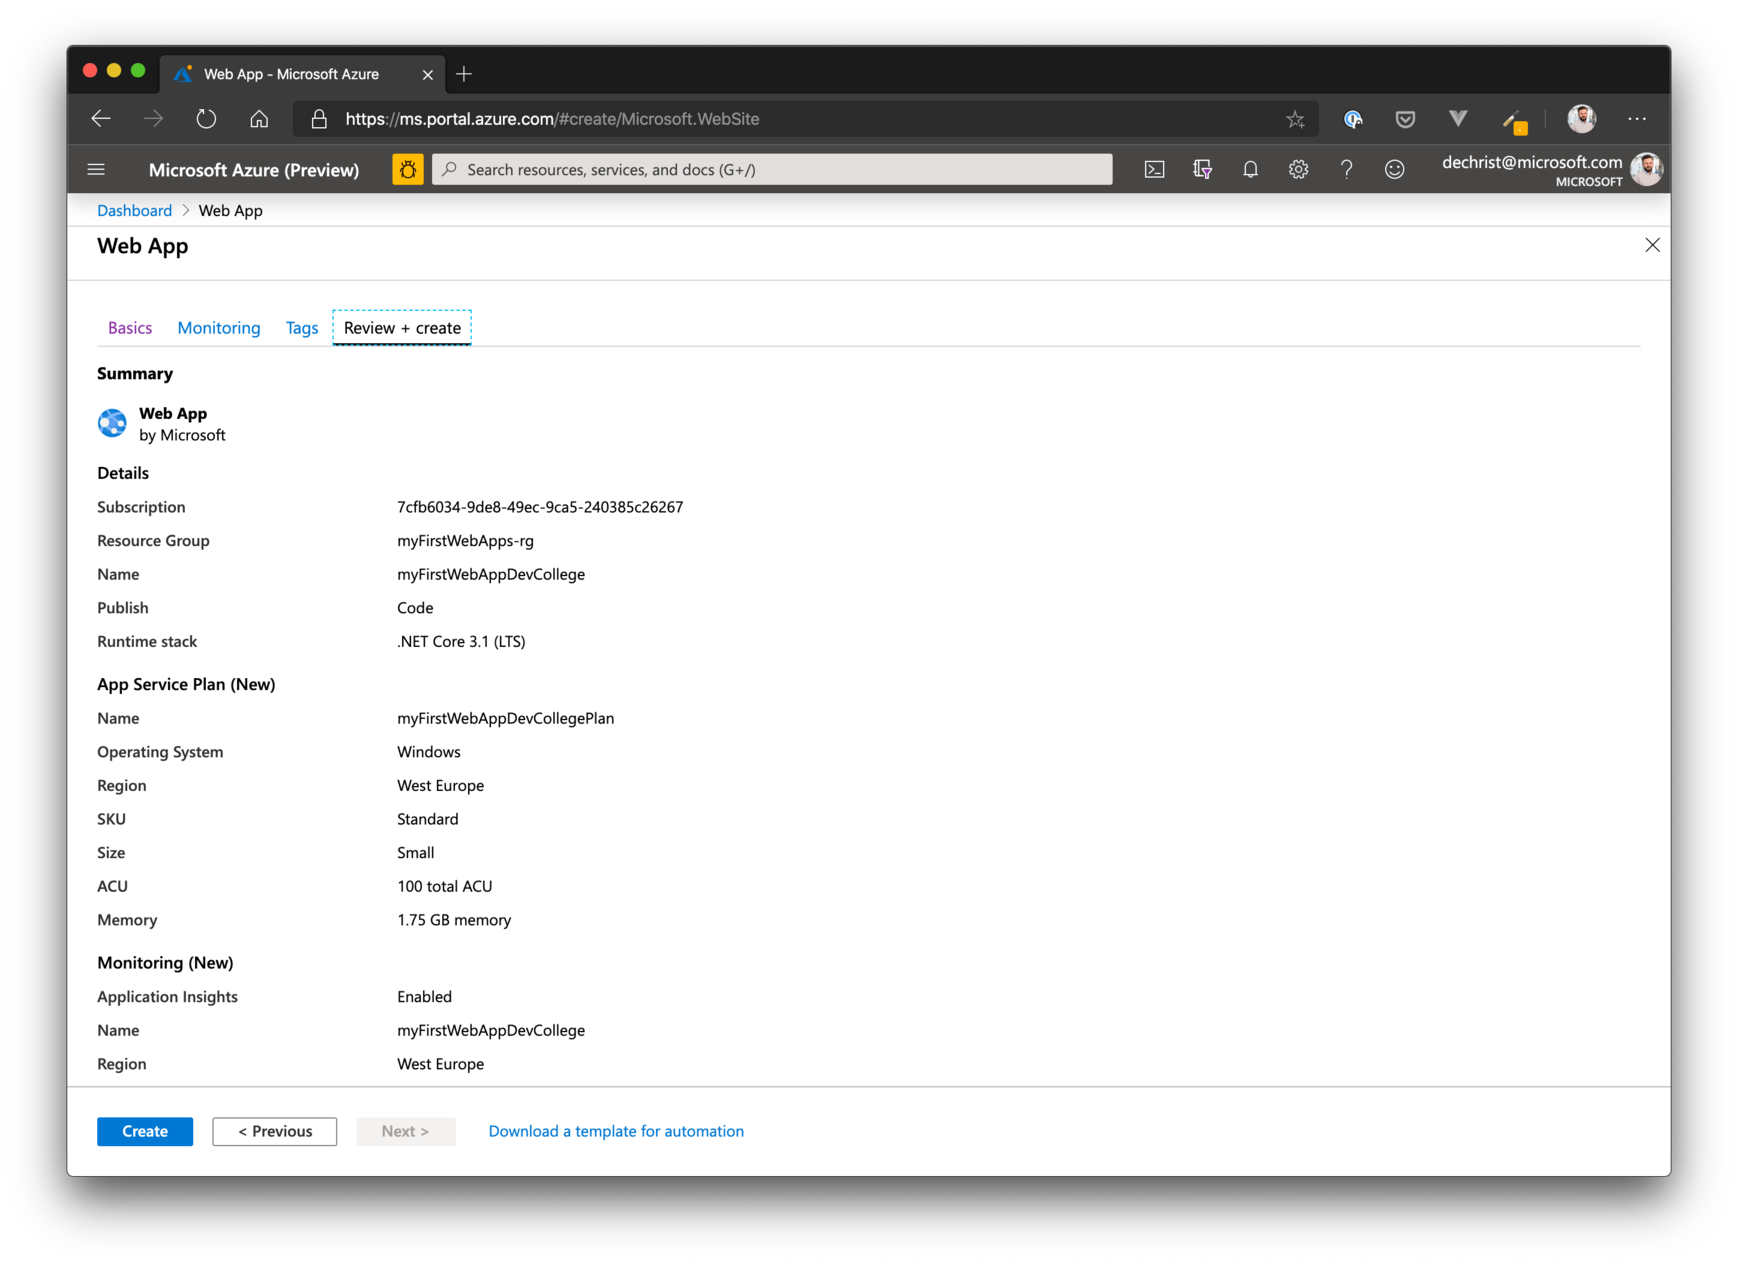 Web App - Microsoft Azure
https://ms.portal.azure.com/#create/Microsoft.WebSite
Microsoft Azure (Preview)
Search resources, services, and docs (G+/)
dechrist@microsoft.com
MICROSOFT
Dashboard > Web App
Web App
Basics Monitoring Tags Review + create
Summary
Web App
by Microsoft
Details
Subscription 7cfb6034-9de8-49ec-9ca5-240385c26267
Resource Group myFirstWebApps-rg
Name myFirstWebAppDevCollege
Publish Code
Runtime stack .NET Core 3.1 (LTS)
App Service Plan (New)
Name myFirstWebAppDevCollegePlan
Operating System Windows
Region West Europe
SKU Standard
Size Small
ACU 100 total ACU
Memory 1.75 GB memory
Monitoring (New)
Application Insights Enabled
Name myFirstWebAppDevCollege
Region West Europe
Create < Previous Next > Download a template for automation